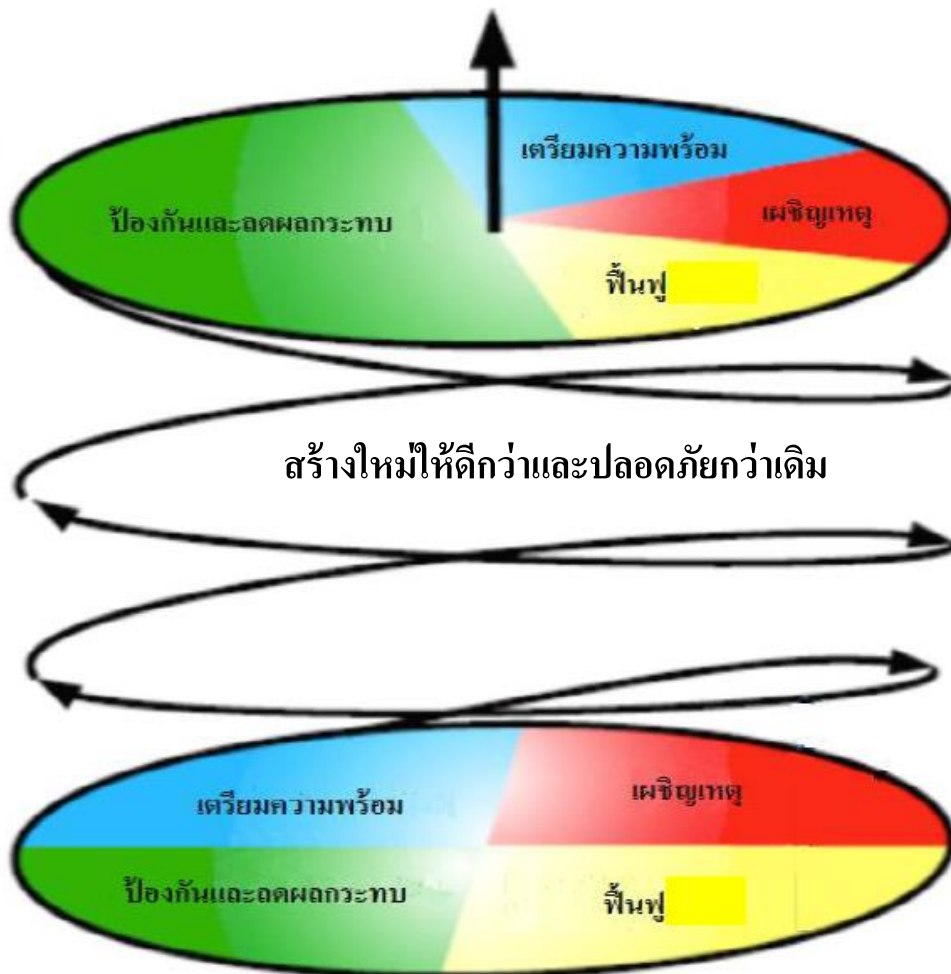 เตรียมความพร้อม
ป้องกันและลดผลกระทบ
เผชิญเหตุ
ฟื้นฟู
สร้างใหม่ให้ดีกว่าและปลอดภัยกว่าเดิม
เตรียมความพร้อม
เผชิญเหตุ
ป้องกันและลดผลกระทบ
ฟื้นฟู